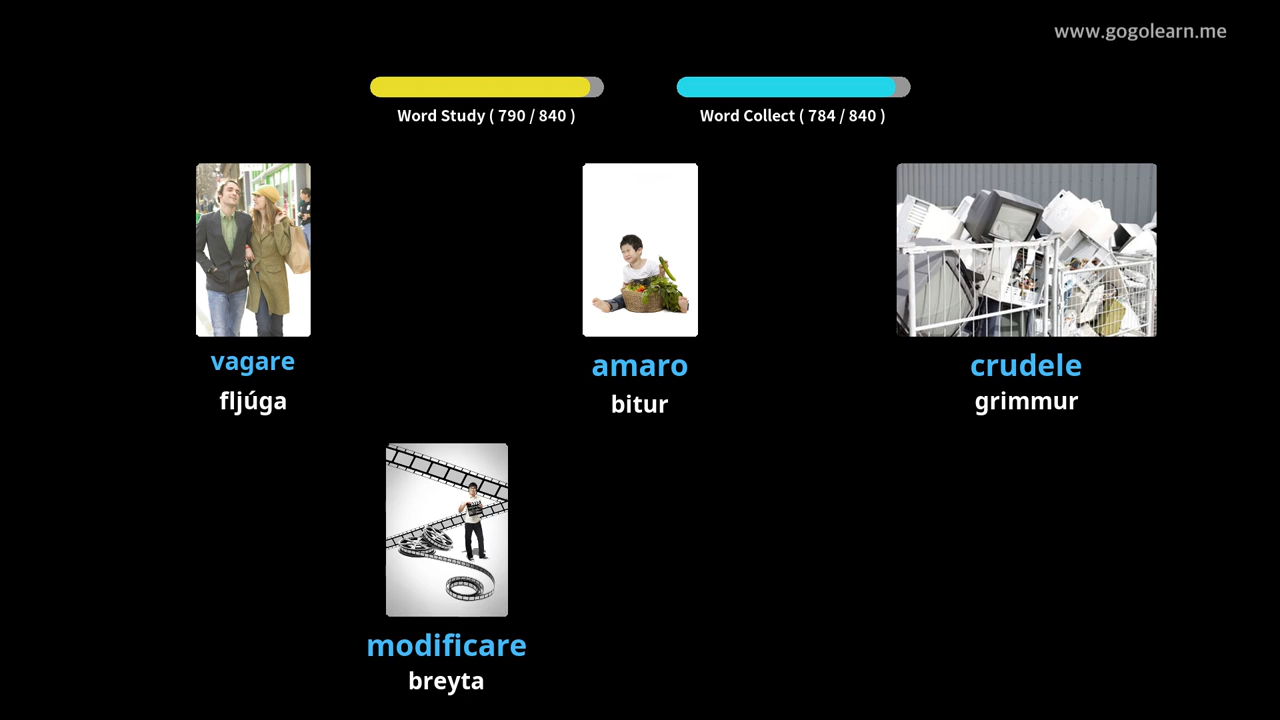 www.gogolearn.me
Word Study ( 790 / 840 )
Word Collect ( 784 / 840 )
vagare
fljúga
amaro
bitur
crudele
grimmur
modificare
breyta